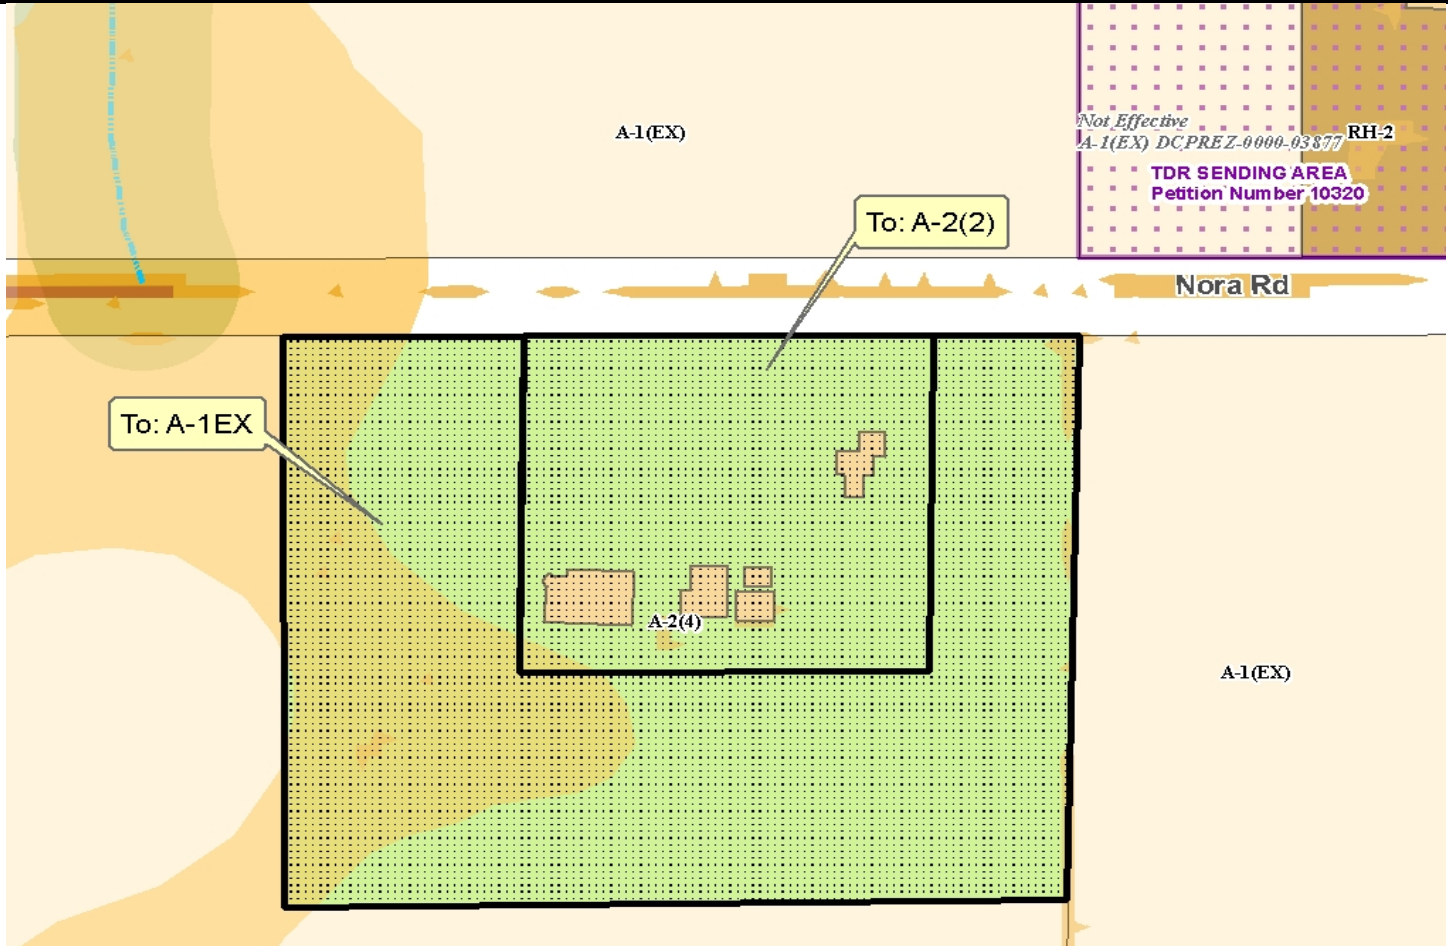 A-1(EX)
Not Effective
A-1(EX) DCPREZ-0000-03877
RH-2
TDR SENDING AREA
Petition Number 10320
To: A-2(2)
Nora Rd
To: A-1EX
A-2(4)
A-1(EX)